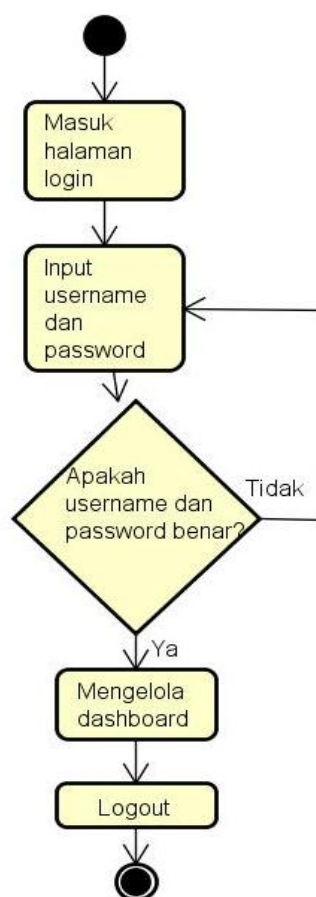 Masuk
halaman
login
Input
username
dan
password
Apakah
username dan
password benar?
Tidak
Ya
Mengelola
dashboard
Logout